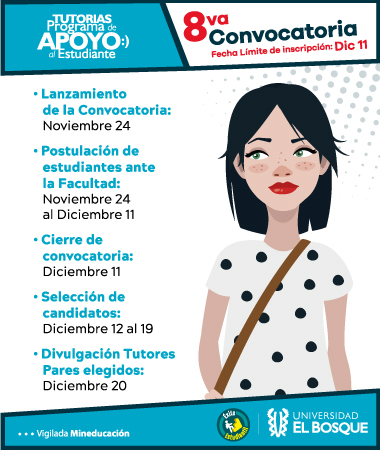 TUTORIAS
Programa de
APOYO:)
al Estudiante
8va
Convocatoria
Fecha Límite de inscripción: Dic 11
• Lanzamiento
de la Convocatoria:
Noviembre 24
• Postulación de
estudiantes ante
la Facultad:
Noviembre 24
al Diciembre 11
• Cierre de
convocatoria:
Diciembre 11
• Selección de
candidatos:
Diciembre 12 al 19
• Divulgación Tutores
Pares elegidos:
Diciembre 20
• • • Vigilada Mineducación
Éxito
Estudiantil
UNIVERSIDAD
EL BOSQUE